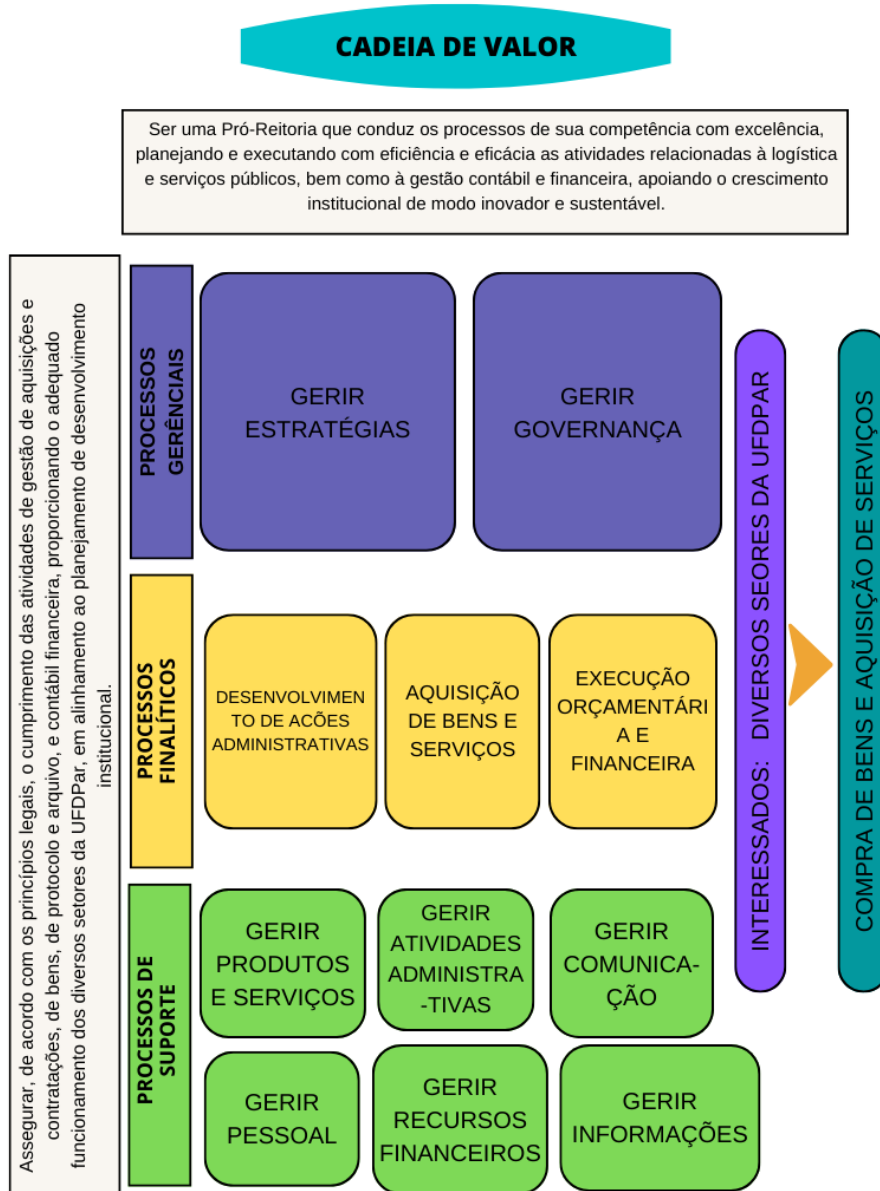 CADEIA DE VALOR
Ser uma Pró-Reitoria que conduz os processos de sua competência com excelência,
planejando e executando com eficiência e eficácia as atividades relacionadas à logística
e serviços públicos, bem como à gestão contábil e financeira, apoiando o crescimento
institucional de modo inovador e sustentável.
Assegurar, de acordo com os princípios legais, o cumprimento das atividades de gestão de aquisições e
contratações, de bens, de protocolo e arquivo, e contábil financeira, proporcionando o adequado
funcionamento dos diversos setores da UFDPar, em alinhamento ao planejamento de desenvolvimento
institucional.
PROCESSOS
GERÊNCIAIS
GERIR
ESTRATÉGIAS
GERIR
GOVERNANÇA
PROCESSOS
FINALÍTICOS
DESENVOLVIMEN
TO DE ACÕES
ADMINISTRATIVAS
AQUISIÇÃO
DE BENS E
SERVIÇOS
EXECUÇÃO
ORÇAMENTÁRI
A E
FINANCEIRA
PROCESSOS DE
SUPORTE
GERIR
PRODUTOS
E SERVIÇOS
GERIR
ATIVIDADES
ADMINISTRA
-TIVAS
GERIR
COMUNICA-
ÇÃO
GERIR
PESSOAL
GERIR
RECURSOS
FINANCEIROS
GERIR
INFORMAÇÕES
INTERESSADOS: DIVERSOS SEORES DA UFDPAR
COMPRA DE BENS E AQUISIÇÃO DE SERVIÇOS